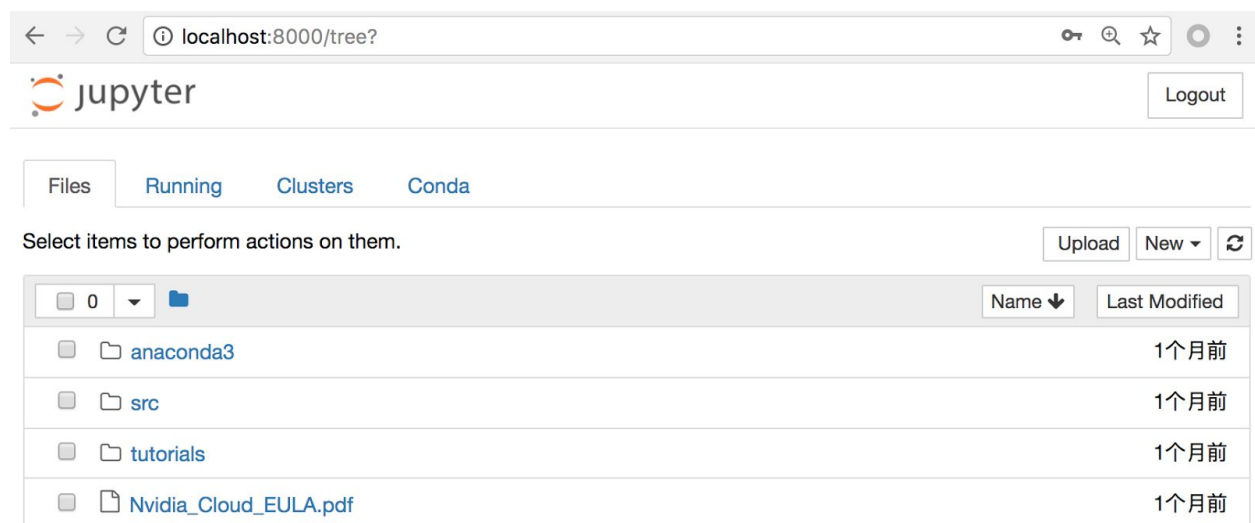 localhost:8000/tree?
jupyter
Logout
Files Running Clusters Conda
Select items to perform actions on them.
Upload New
0 Name Last Modified
anaconda3 1个月前
src 1个月前
tutorials 1个月前
Nvidia_Cloud_EULA.pdf 1个月前